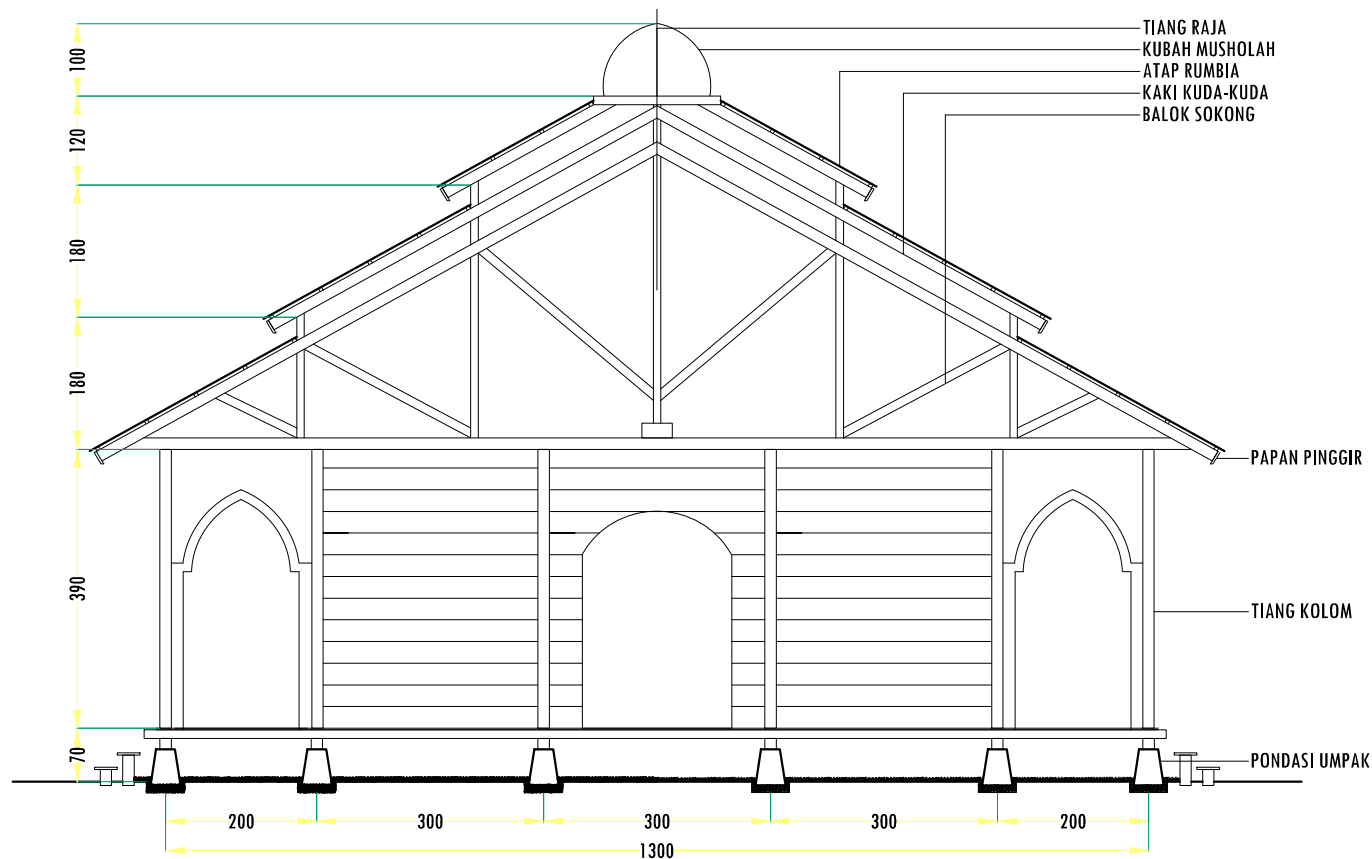 TIANG RAJA
KUBAH MUSHOLAH
ATAP RUMBIA
KAKI KUDA-KUDA
BALOK SOKONG
100
120
180
180
PAPAN PINGGIR
390
TIANG KOLOM
70
PONDASI UMPAK
200
300
300
300
200
1300